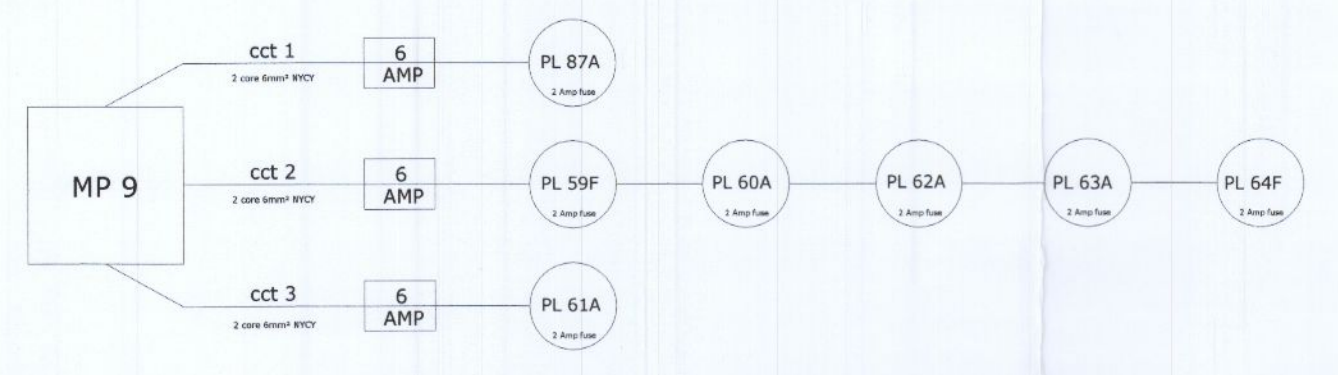 cct 1
2 core 6mm² NYCY
6
AMP
PL 87A
2 Amp fuse
MP 9
cct 2
2 core 6mm² NYCY
6
AMP
PL 59F
2 Amp fuse
PL 60A
2 Amp fuse
PL 62A
2 Amp fuse
PL 63A
2 Amp fuse
PL 64F
2 Amp fuse
cct 3
2 core 6mm² NYCY
6
AMP
PL 61A
2 Amp fuse